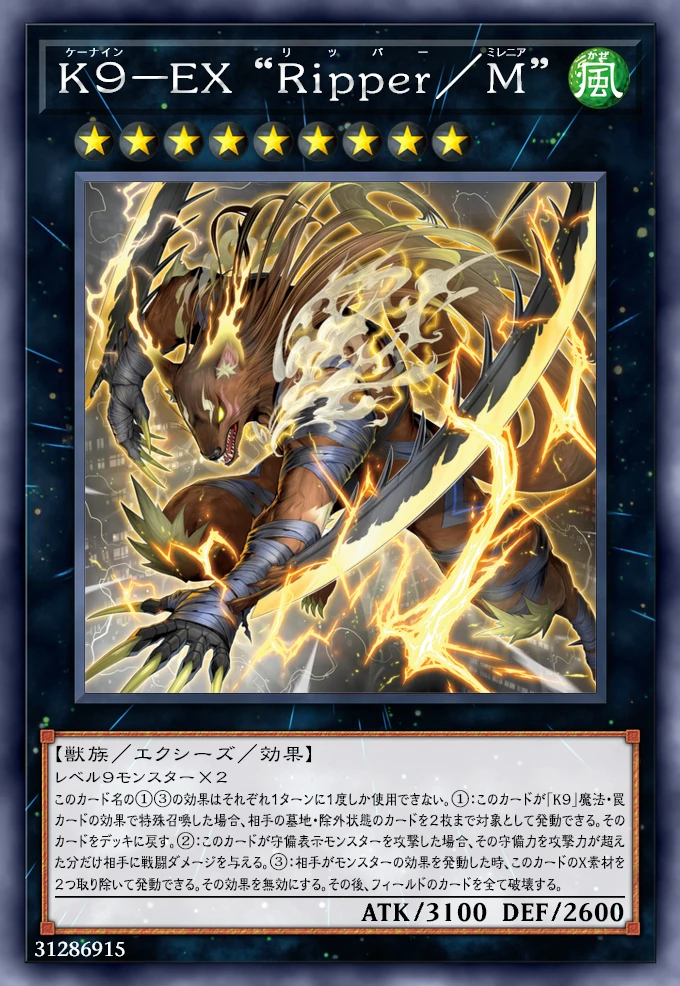 ケーナイン リッパー ミレニア
K9－EX “Ripper／M”
かぜ
風
【獣族／エクシーズ／効果】
レベル９モンスター×２
このカード名の①③の効果はそれぞれ１ターンに１度しか使用できない。①：このカードが「K9」魔法・罠
カードの効果で特殊召喚した場合、相手の墓地・除外状態のカードを２枚まで対象として発動できる。その
カードをデッキに戻す。②：このカードが守備表示モンスターを攻撃した場合、その守備力を攻撃力が超え
た分だけ相手に戦闘ダメージを与える。③：相手がモンスターの効果を発動した時、このカードのX素材を
２つ取り除いて発動できる。その効果を無効にする。その後、フィールドのカードを全て破壊する。
ATK/3100 DEF/2600
31286915